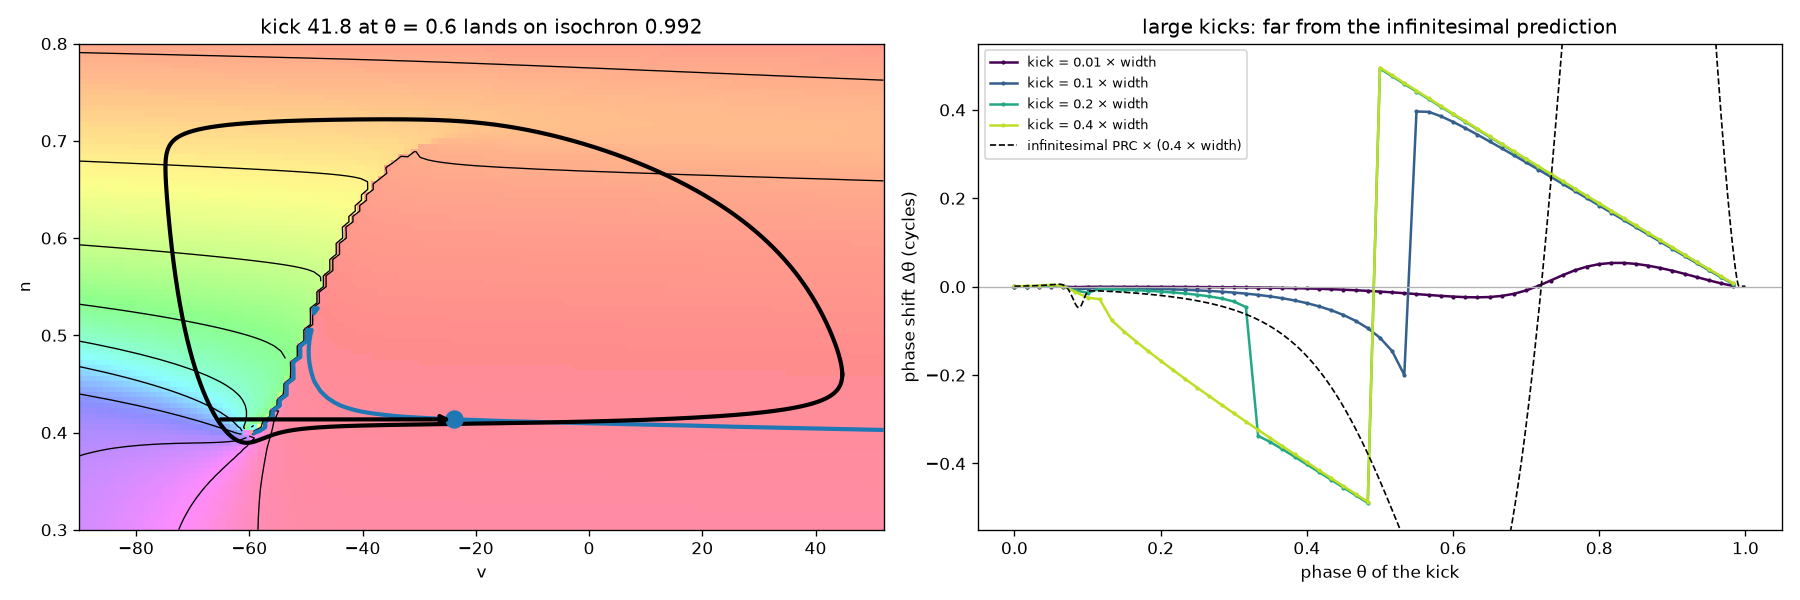 kick 41.8 at θ = 0.6 lands on isochron 0.992
0.8
0.7
0.6
0.5
0.4
0.3
n
−80
−60
−40
−20
0
20
40
v
large kicks: far from the infinitesimal prediction
kick = 0.01 × width
kick = 0.1 × width
kick = 0.2 × width
kick = 0.4 × width
infinitesimal PRC × (0.4 × width)
0.4
0.2
0.0
−0.2
−0.4
phase shift Δθ (cycles)
0.0
0.2
0.4
0.6
0.8
1.0
phase θ of the kick